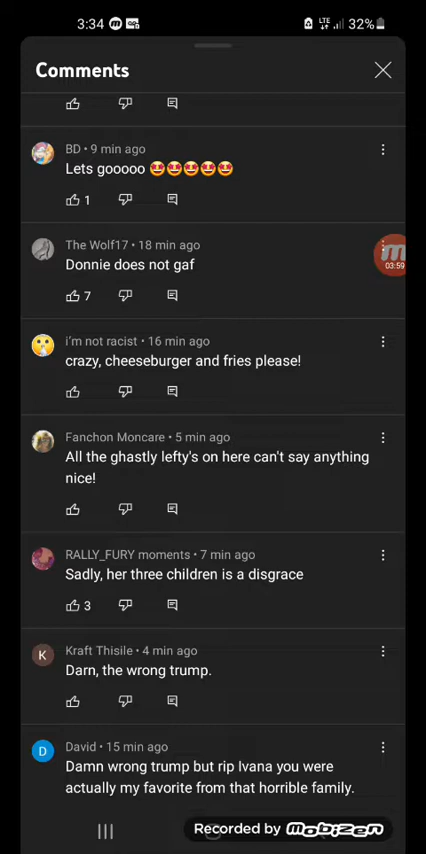 3:34
LTE
32%
Comments
BD • 9 min ago
Lets gooooo 🤩🤩🤩🤩🤩
1
The Wolf17 • 18 min ago
Donnie does not gaf
7
03:59
i'm not racist • 16 min ago
crazy, cheeseburger and fries please!
Fanchon Moncare • 5 min ago
All the ghastly lefty's on here can't say anything
nice!
RALLY_FURY moments • 7 min ago
Sadly, her three children is a disgrace
3
K
Kraft Thisile • 4 min ago
Darn, the wrong trump.
D
David • 15 min ago
Damn wrong trump but rip Ivana you were
actually my favorite from that horrible family.
Recorded by mobizen